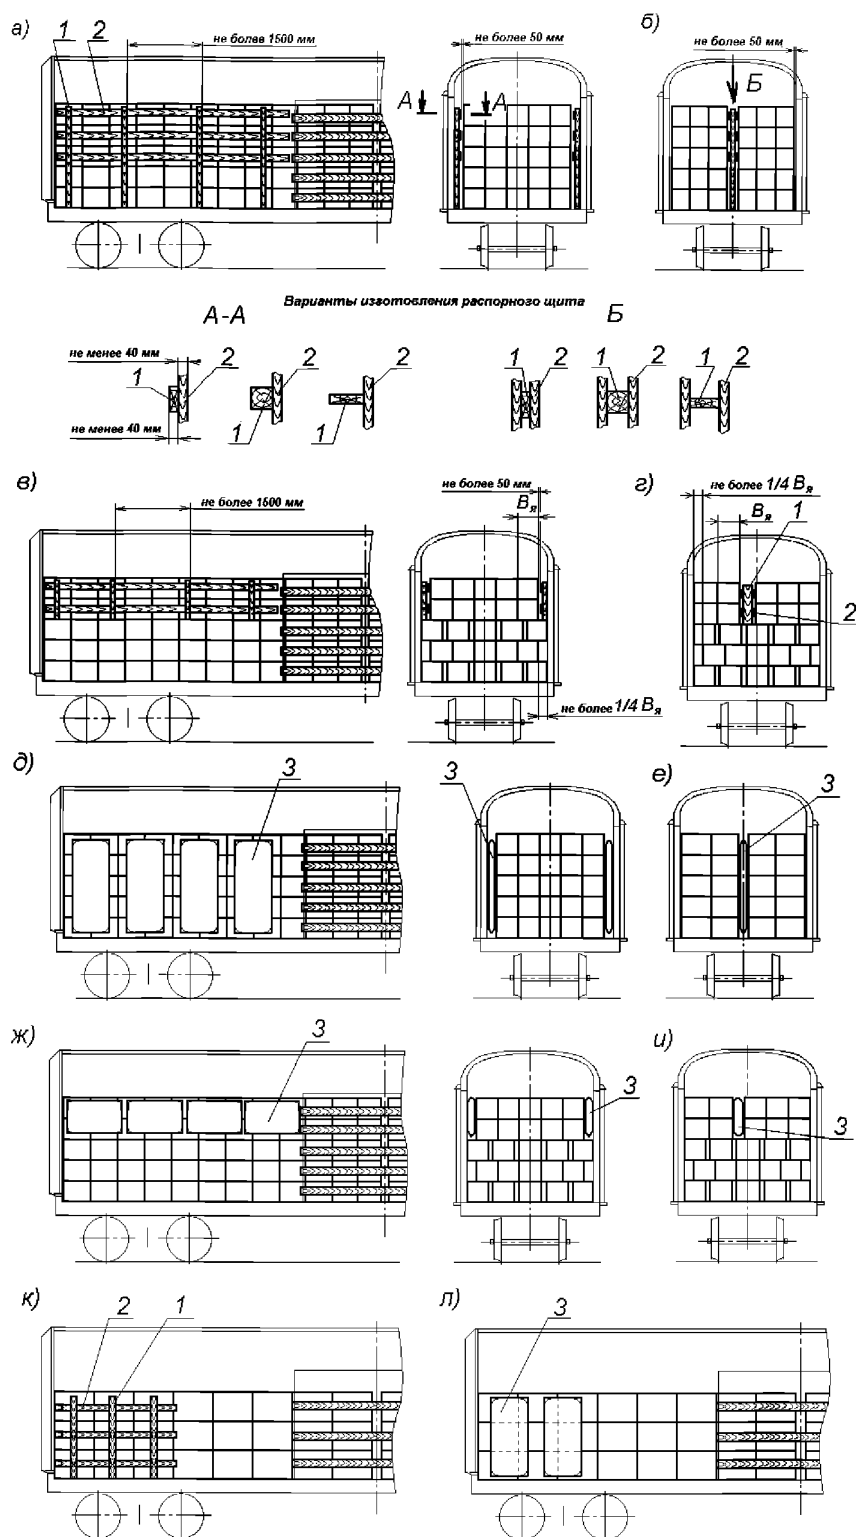 а)
1
2
не более 1500 мм
не более 50 мм
А
А
б)
не более 50 мм
Б
Варианты изготовления распорного щита
А-А
Б
не менее 40 мм
1
2
не менее 40 мм
2
1
2
1
1
2
1
2
1
2
в)
не более 1500 мм
не более 50 мм
Bя
не более 1/4 Bя
г)
не более 1/4 Bя
Bя
1
2
д)
3
3
е)
3
ж)
3
3
и)
3
к)
2
1
л)
3